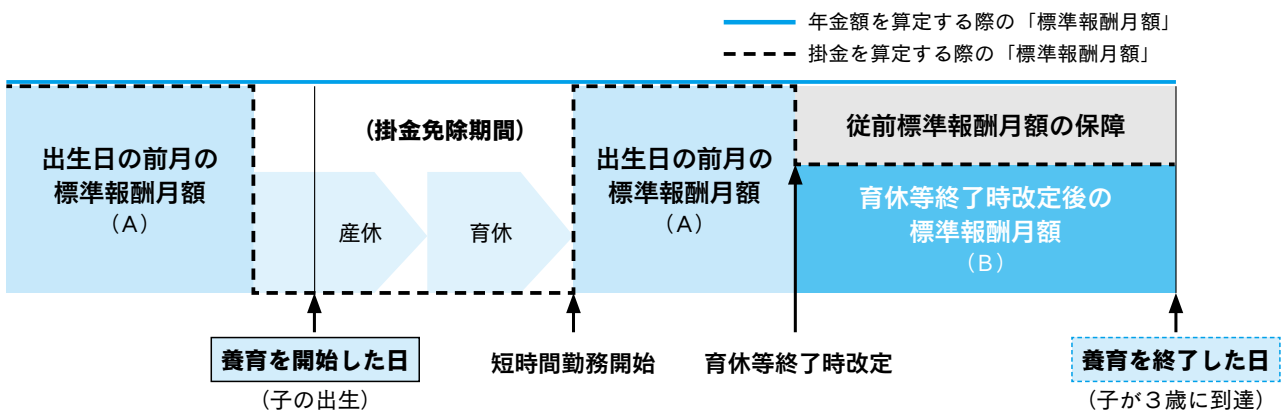 年金額を算定する際の「標準報酬月額」
掛金を算定する際の「標準報酬月額」
出生日の前月の
標準報酬月額
（A）
（掛金免除期間）
産休
育休
出生日の前月の
標準報酬月額
（A）
従前標準報酬月額の保障
育休等終了時改定後の
標準報酬月額
（B）
養育を開始した日
（子の出生）
短時間勤務開始
育休等終了時改定
養育を終了した日
（子が３歳に到達）